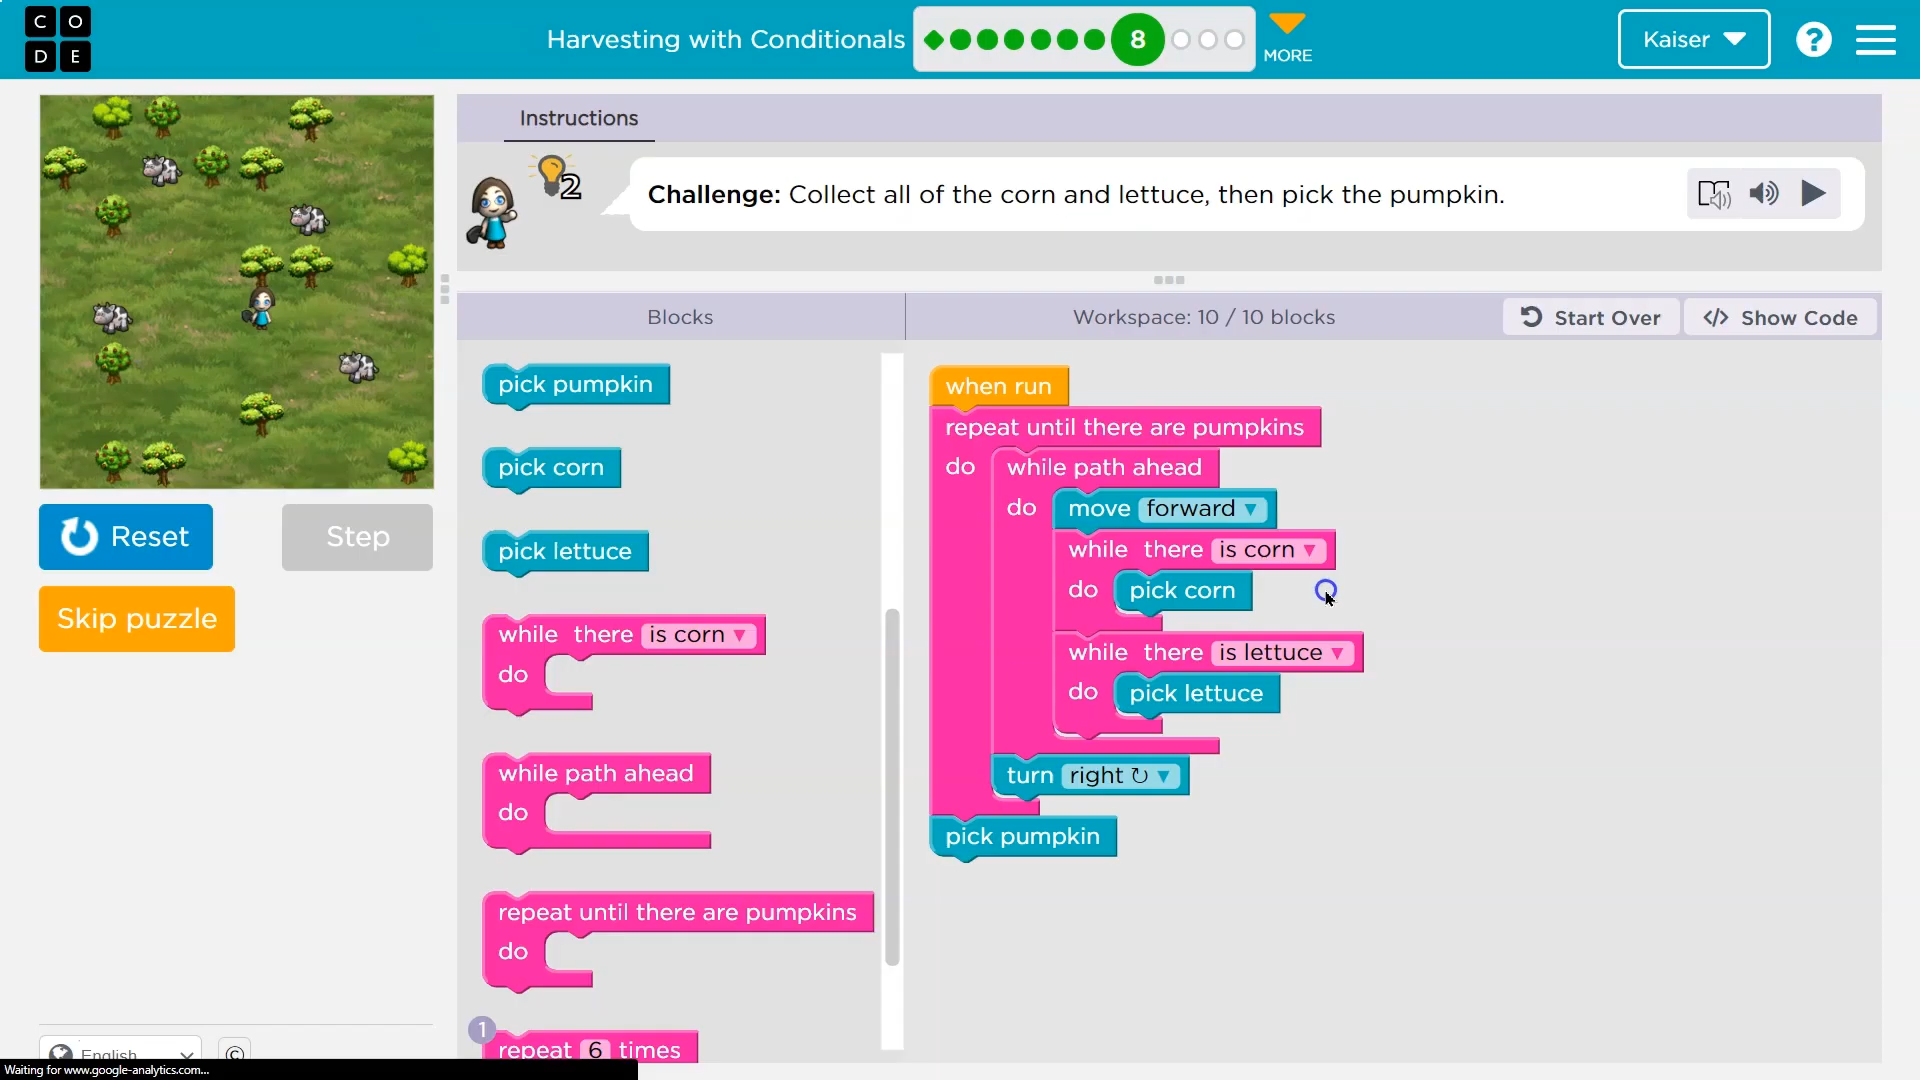 C O
D E
Harvesting with Conditionals
8
MORE
Kaiser
?
Instructions
2
Challenge: Collect all of the corn and lettuce, then pick the pumpkin.
Blocks
Workspace: 10 / 10 blocks
Start Over
</> Show Code
Reset
Step
Skip puzzle
pick pumpkin
pick corn
pick lettuce
while there is corn
do
while path ahead
do
repeat until there are pumpkins
do
1
repeat 6 times
when run
repeat until there are pumpkins
do while path ahead
do move forward
while there is corn
do pick corn
while there is lettuce
do pick lettuce
turn right ↻
pick pumpkin
English
©
Waiting for www.google-analytics.com...